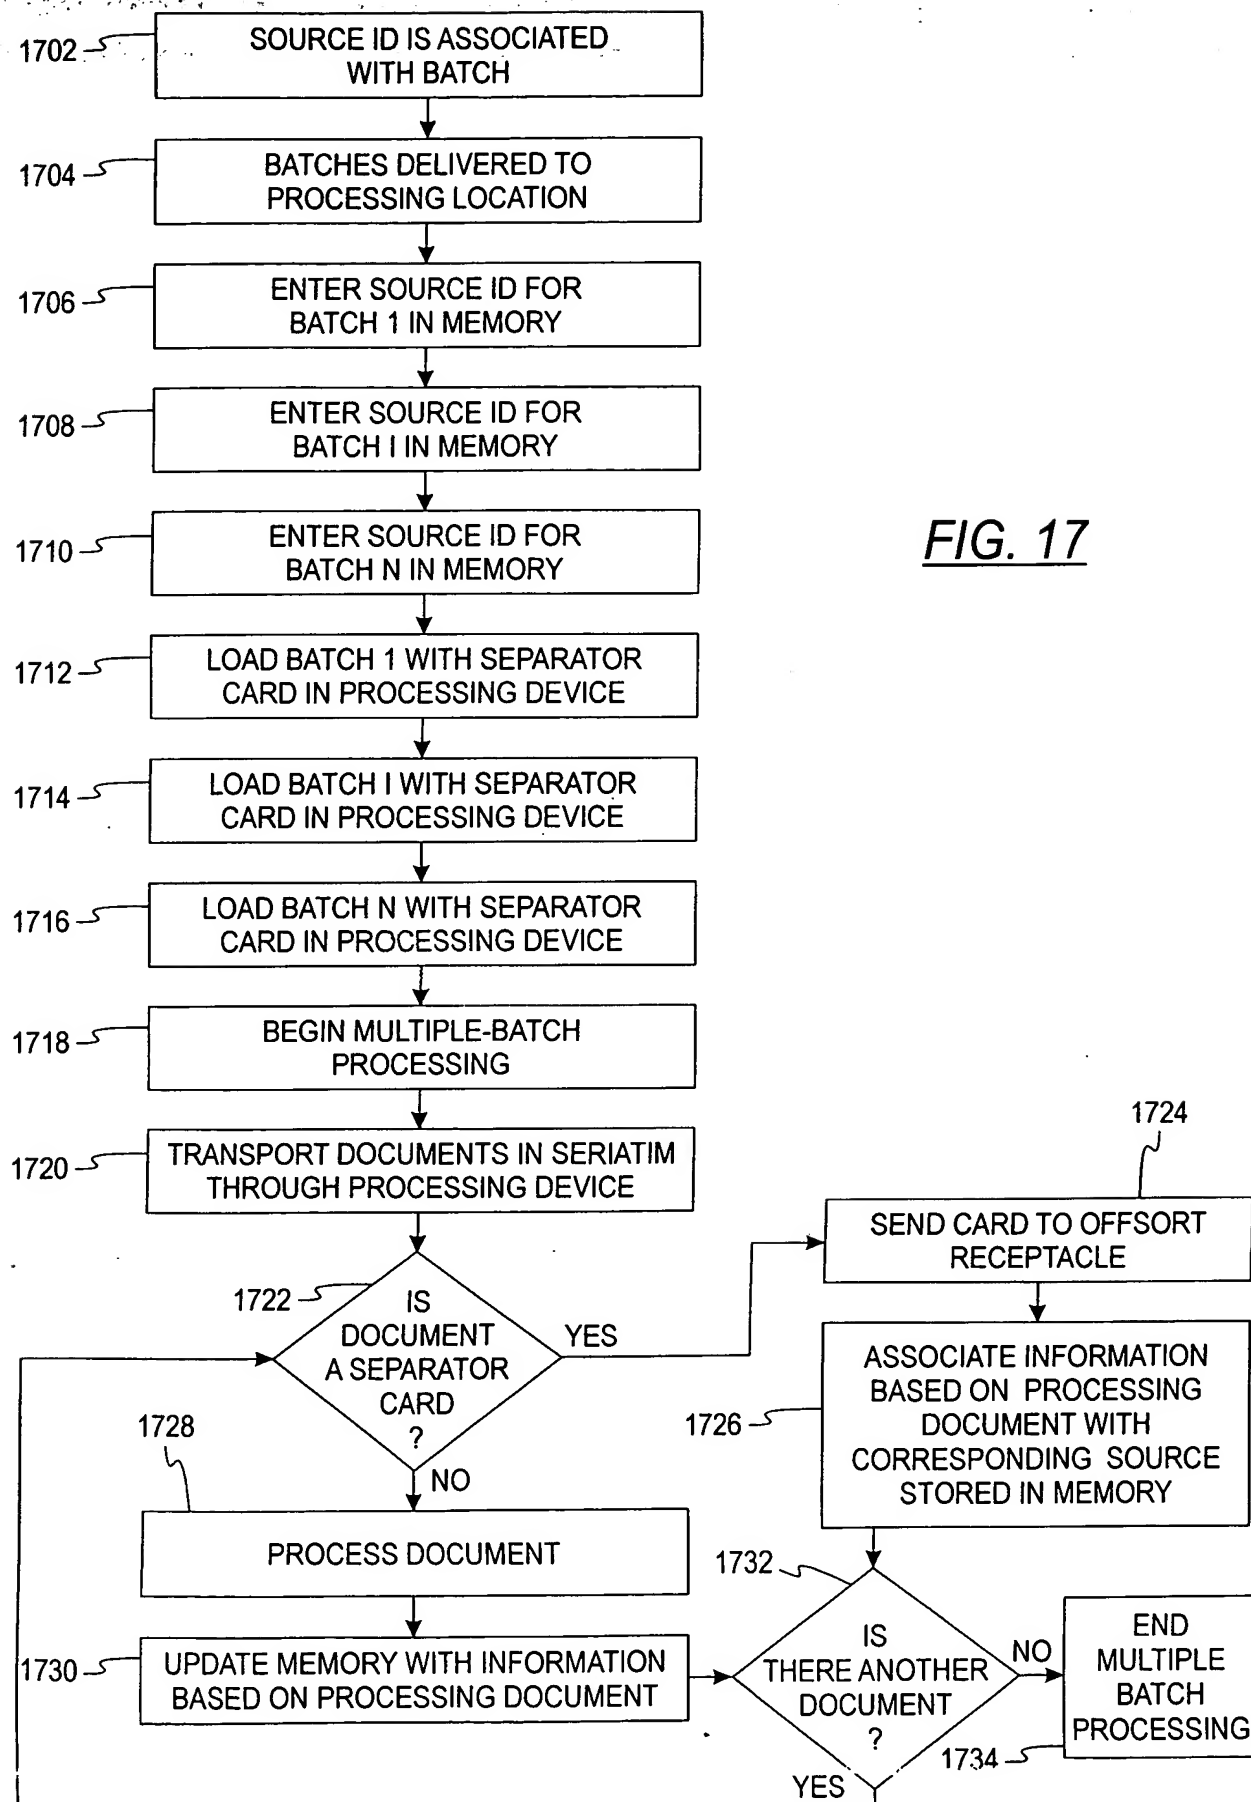 1702
SOURCE ID IS ASSOCIATED
WITH BATCH
1704
BATCHES DELIVERED TO
PROCESSING LOCATION
1706
ENTER SOURCE ID FOR
BATCH 1 IN MEMORY
1708
ENTER SOURCE ID FOR
BATCH I IN MEMORY
1710
ENTER SOURCE ID FOR
BATCH N IN MEMORY
FIG. 17
1712
LOAD BATCH 1 WITH SEPARATOR
CARD IN PROCESSING DEVICE
1714
LOAD BATCH I WITH SEPARATOR
CARD IN PROCESSING DEVICE
1716
LOAD BATCH N WITH SEPARATOR
CARD IN PROCESSING DEVICE
1718
BEGIN MULTIPLE-BATCH
PROCESSING
1720
TRANSPORT DOCUMENTS IN SERIATIM
THROUGH PROCESSING DEVICE
1722
IS
DOCUMENT
A SEPARATOR
CARD
?
YES
NO
1724
SEND CARD TO OFFSORT
RECEPTACLE
1726
ASSOCIATE INFORMATION
BASED ON PROCESSING
DOCUMENT WITH
CORRESPONDING SOURCE
STORED IN MEMORY
1728
PROCESS DOCUMENT
1730
UPDATE MEMORY WITH INFORMATION
BASED ON PROCESSING DOCUMENT
1732
IS
THERE ANOTHER
DOCUMENT
?
NO
YES
1734
END
MULTIPLE
BATCH
PROCESSING